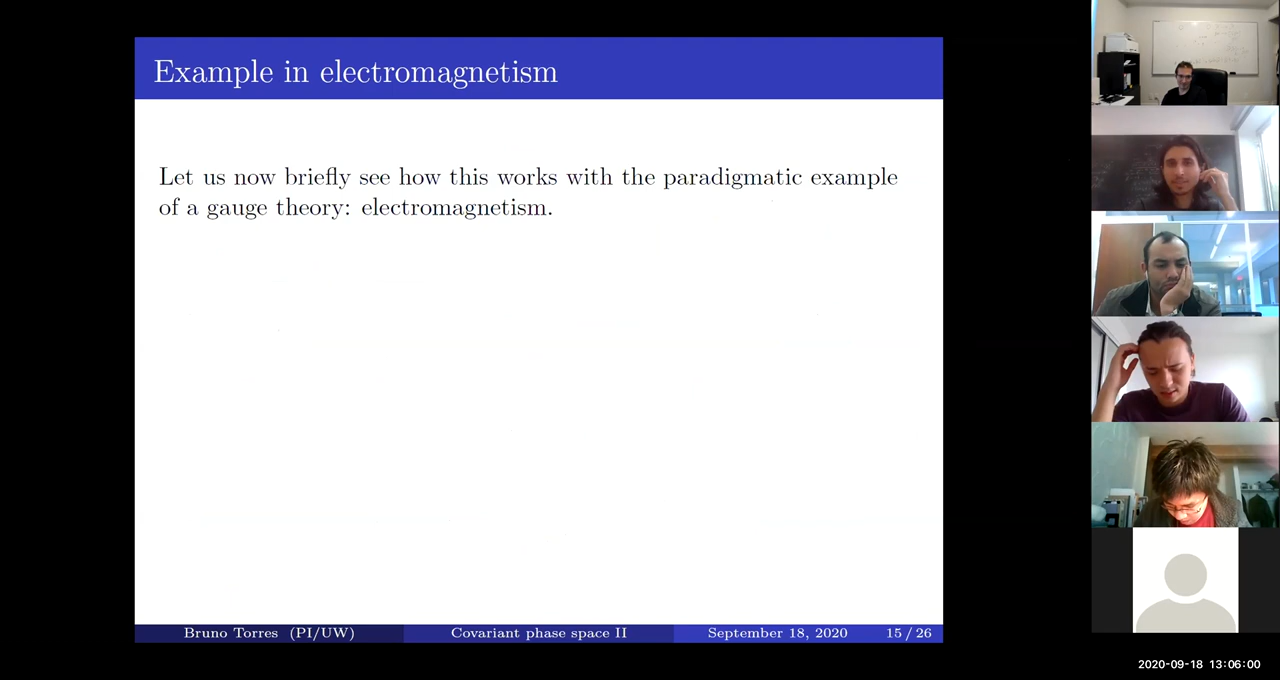 Example in electromagnetism
Let us now briefly see how this works with the paradigmatic example
of a gauge theory: electromagnetism.
Bruno Torres (PI/UW) Covariant phase space II September 18, 2020 15 / 26
2020-09-18 13:06:00